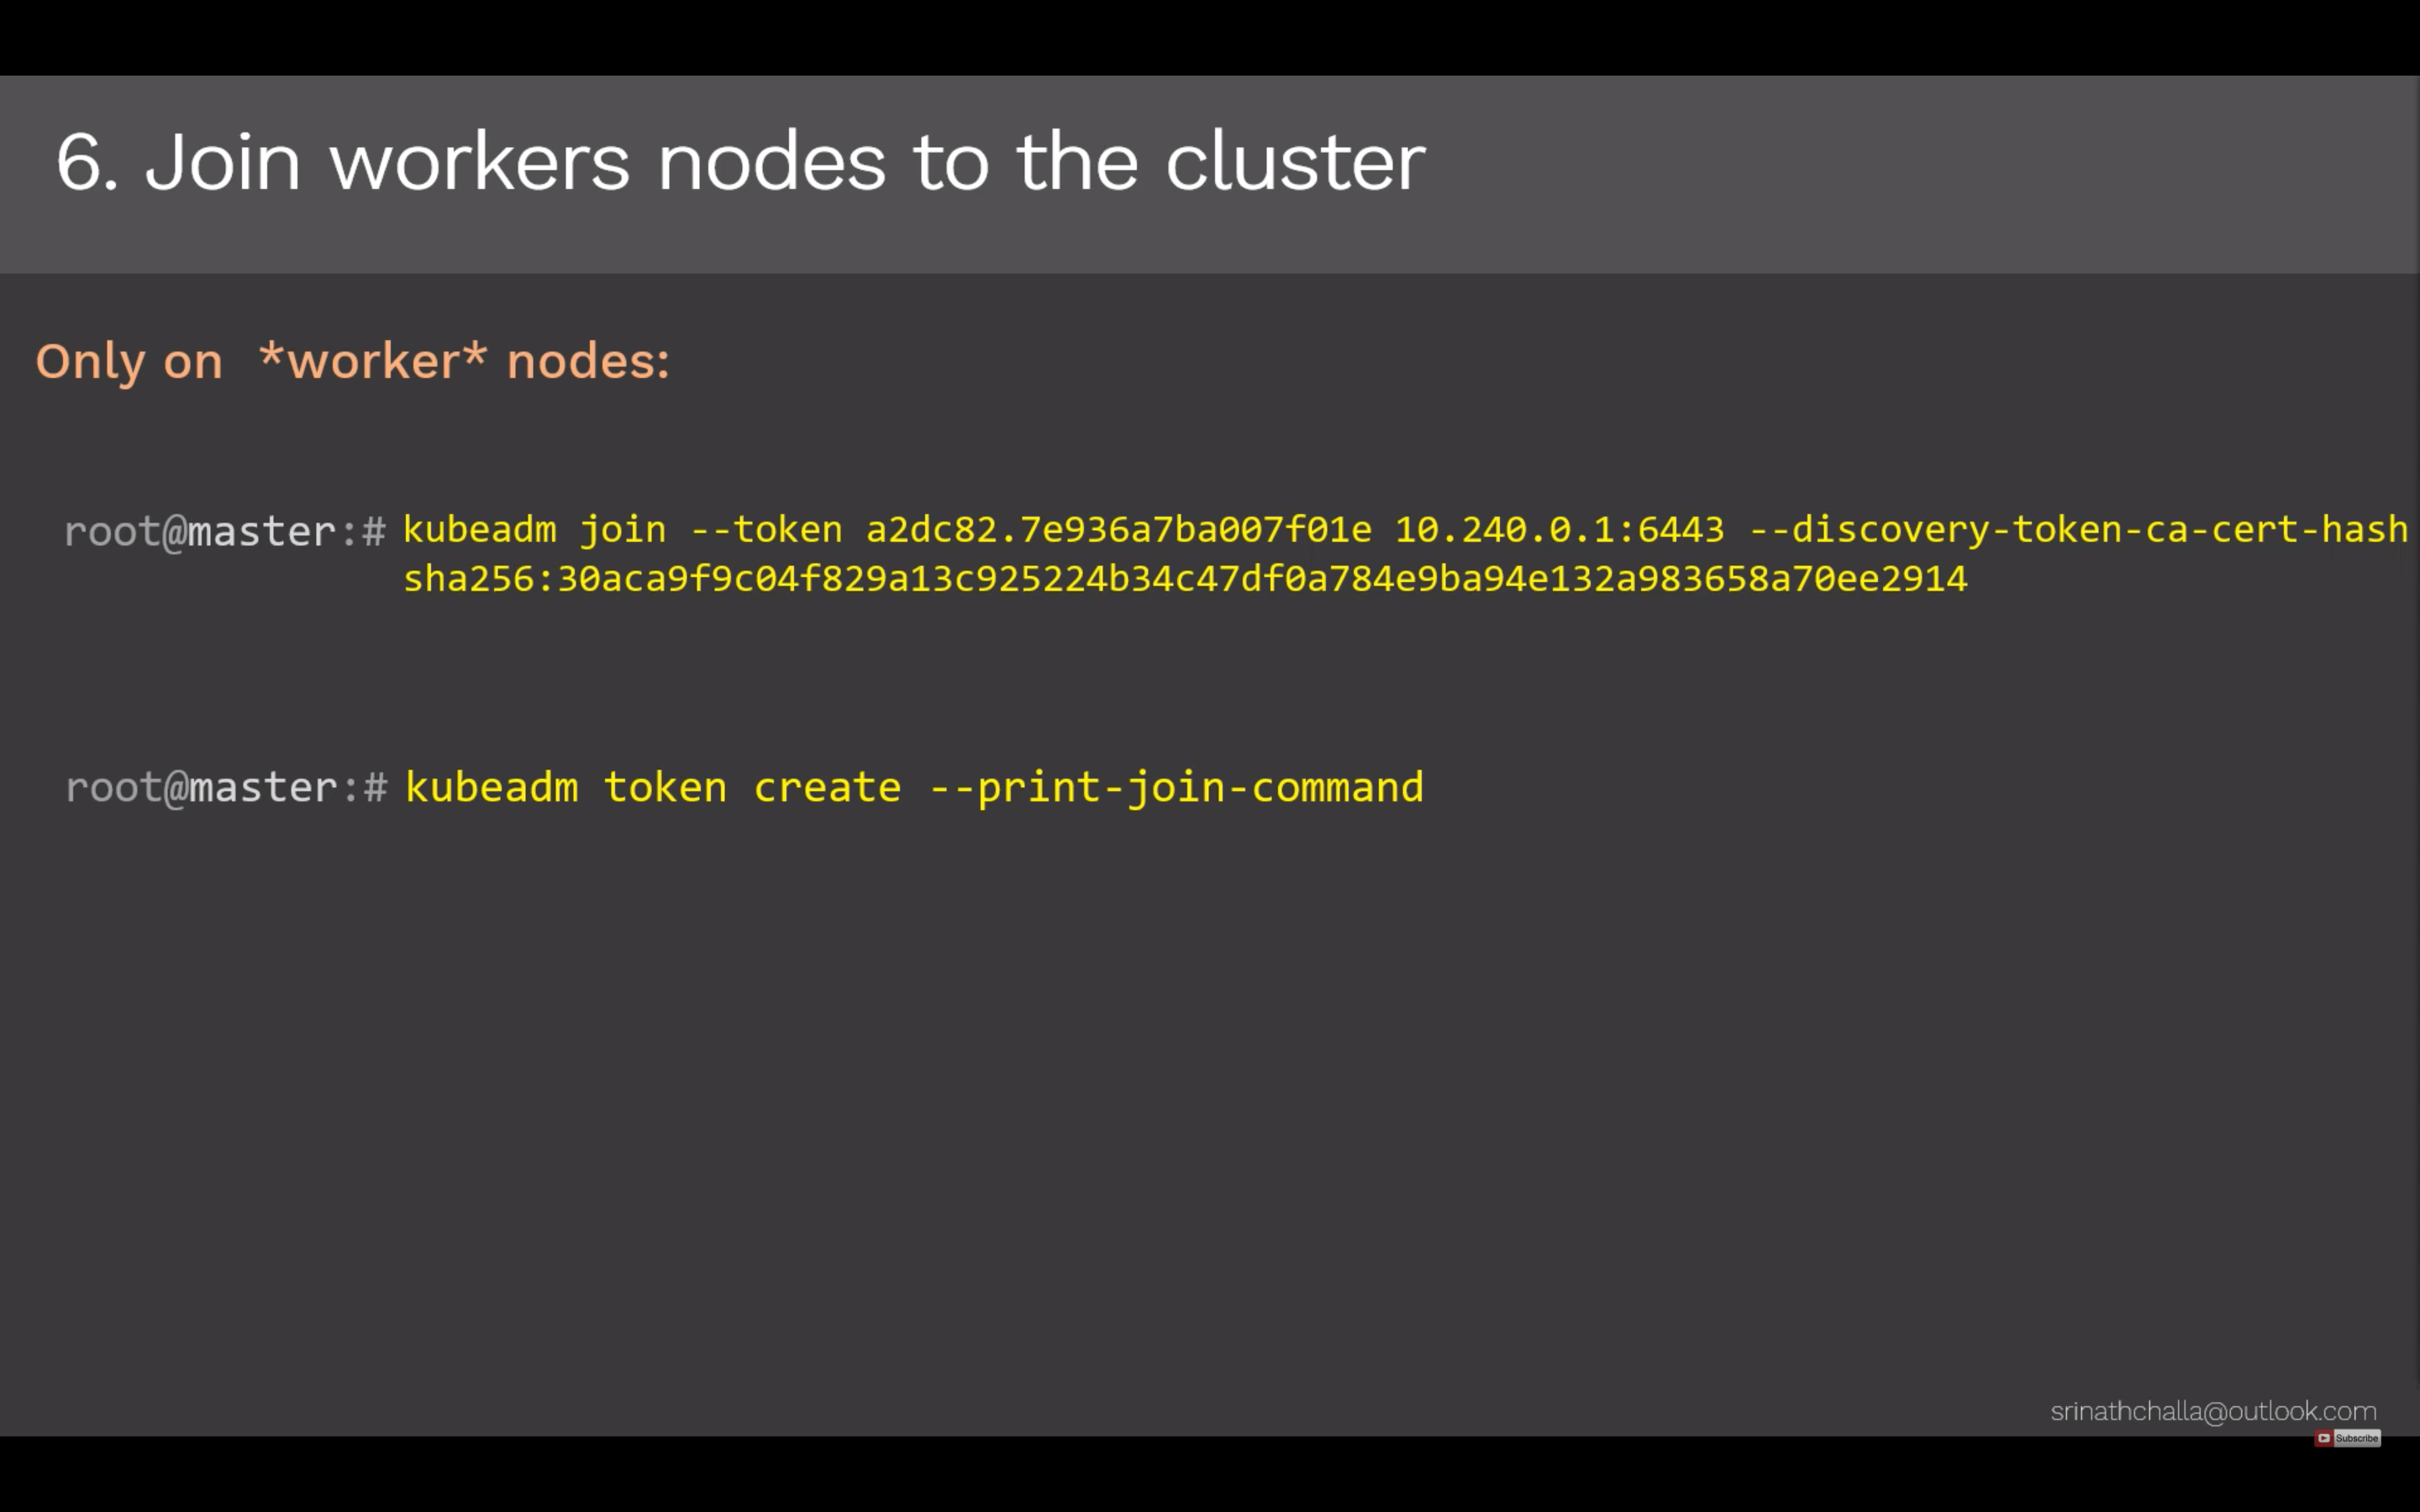 6. Join workers nodes to the cluster
Only on *worker* nodes:
root@master:# kubeadm join --token a2dc82.7e936a7ba007f01e 10.240.0.1:6443 --discovery-token-ca-cert-hash
sha256:30aca9f9c04f829a13c925224b34c47df0a784e9ba94e132a983658a70ee2914
root@master:# kubeadm token create --print-join-command
srinathchalla@outlook.com
Subscribe